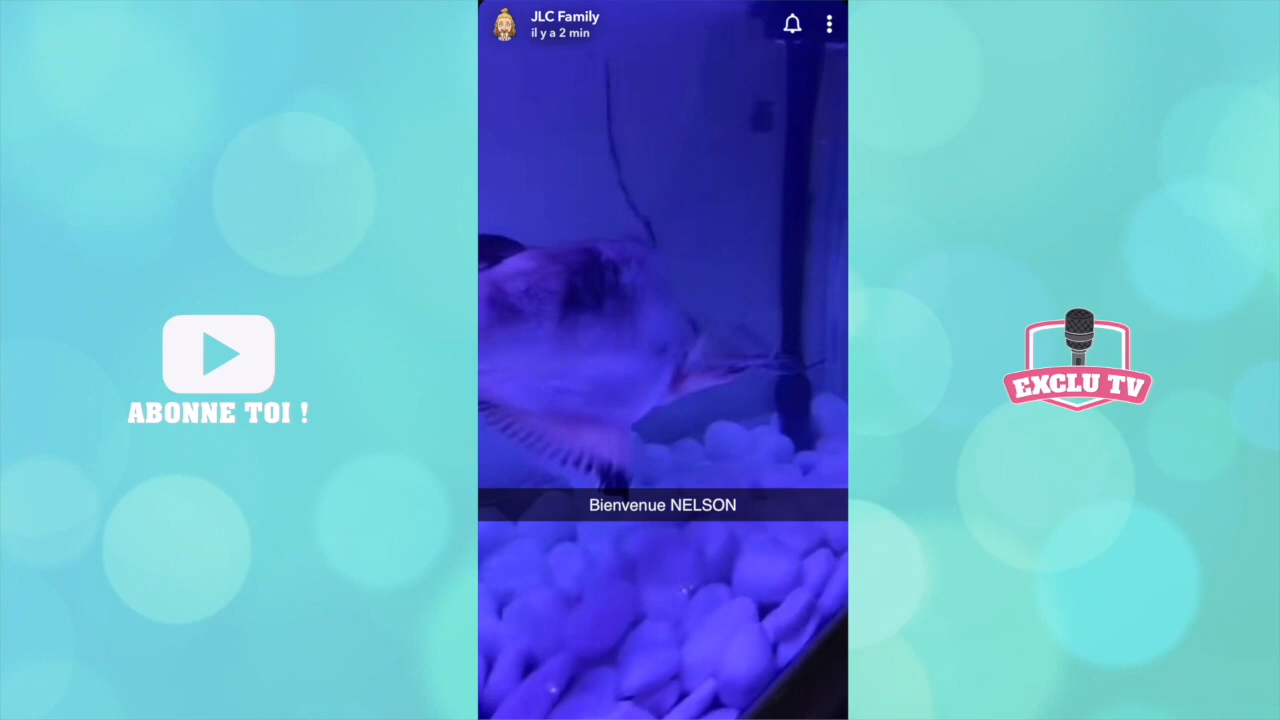 JLC Family
il y a 2 min
ABONNE TOI !
EXCLU TV
Bienvenue NELSON